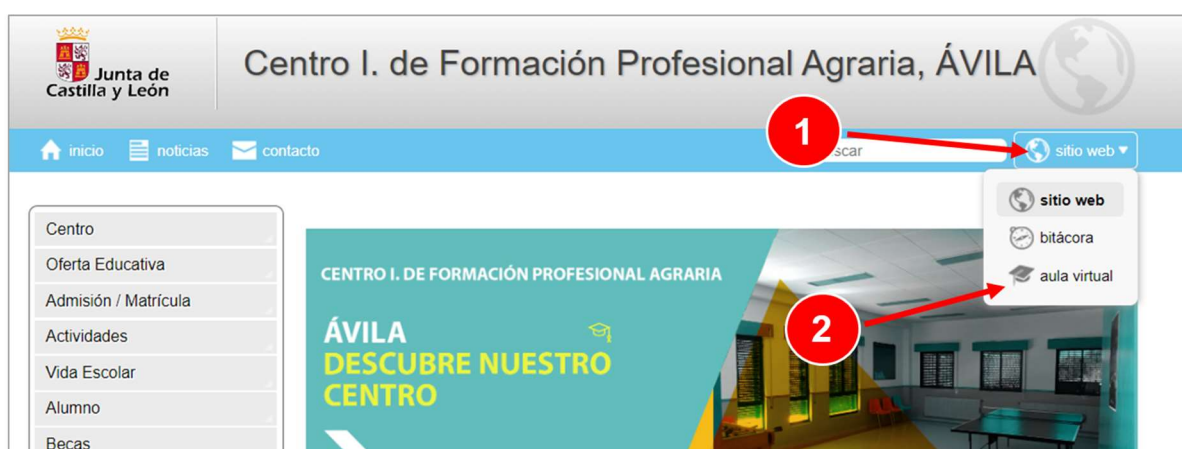 Junta de
Castilla y León
Centro I. de Formación Profesional Agraria, ÁVILA
inicio noticias contacto
1
scar
sitio web
sitio web
bitácora
aula virtual
2
Centro
Oferta Educativa
Admisión / Matrícula
Actividades
Vida Escolar
Alumno
Becas
CENTRO I. DE FORMACIÓN PROFESIONAL AGRARIA
ÁVILA
DESCUBRE NUESTRO
CENTRO